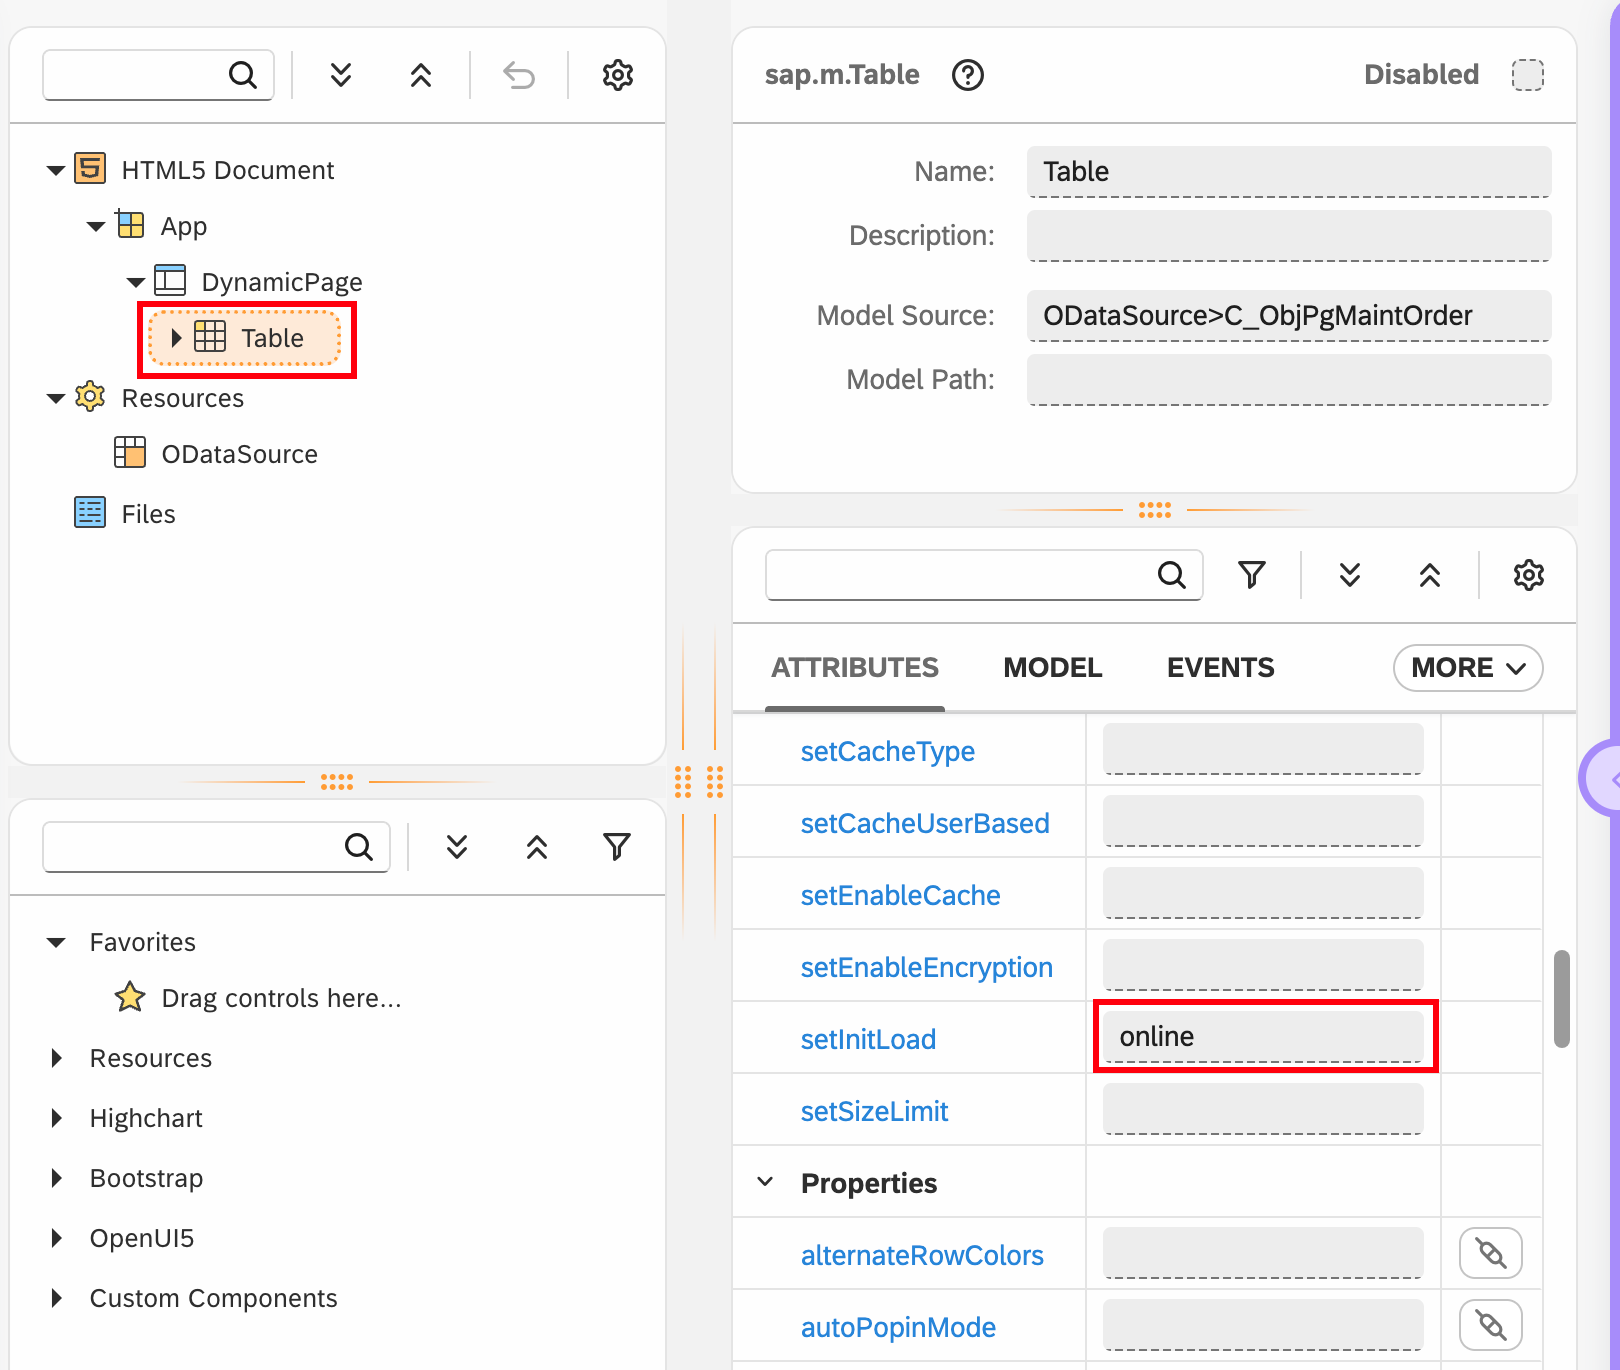 HTML5 Document
App
DynamicPage
Table
Resources
ODataSource
Files
Favorites
Drag controls here...
Resources
Highchart
Bootstrap
OpenUI5
Custom Components
sap.m.Table
Disabled
Name:
Table
Description:
Model Source:
ODataSource>C_ObjPgMaintOrder
Model Path:
ATTRIBUTES
MODEL
EVENTS
MORE
setCacheType
setCacheUserBased
setEnableCache
setEnableEncryption
setInitLoad
online
setSizeLimit
Properties
alternateRowColors
autoPopinMode